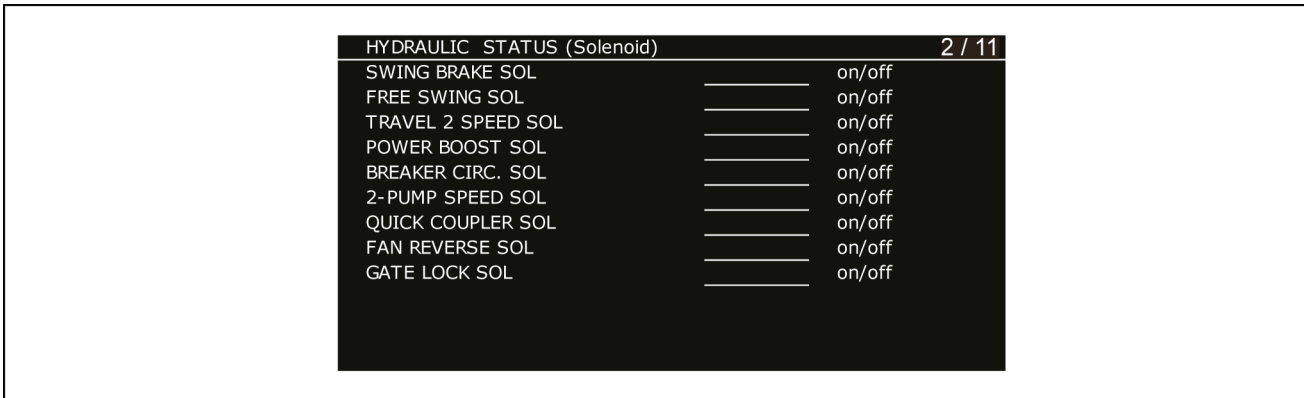 HYDRAULIC STATUS (Solenoid) 2 / 11
SWING BRAKE SOL on/off
FREE SWING SOL on/off
TRAVEL 2 SPEED SOL on/off
POWER BOOST SOL on/off
BREAKER CIRC. SOL on/off
2-PUMP SPEED SOL on/off
QUICK COUPLER SOL on/off
FAN REVERSE SOL on/off
GATE LOCK SOL on/off